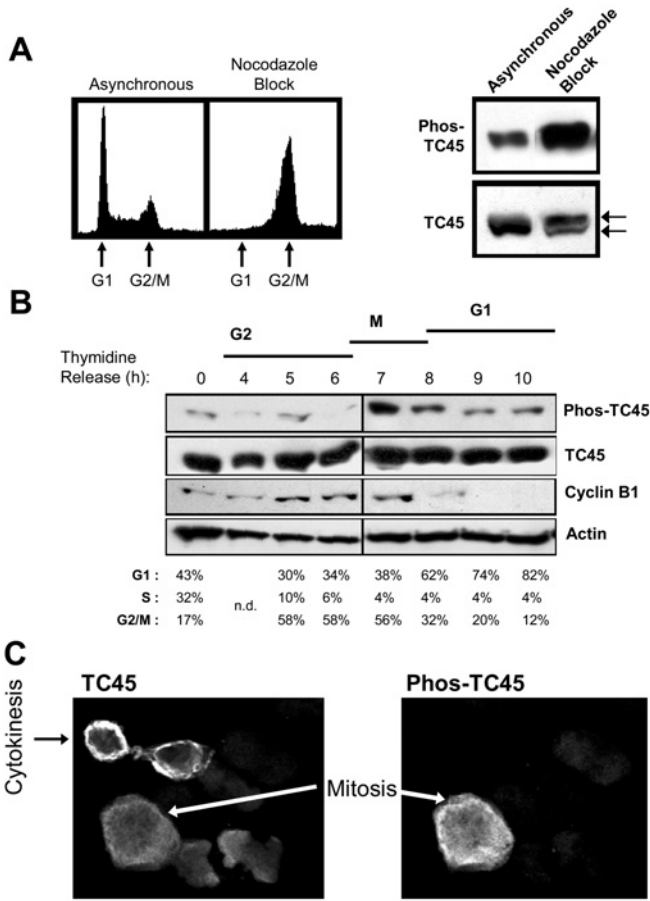 A
Asynchronous
Nocodazole
Block
G1 G2/M G1 G2/M
Asynchronous
Nocodazole
Block
Phos-
TC45
TC45
B
G2 M G1
Thymidine
Release (h): 0 4 5 6 7 8 9 10
Phos-TC45
TC45
Cyclin B1
Actin
G1 : 43% 30% 34% 38% 62% 74% 82%
S : 32% n.d. 10% 6% 4% 4% 4% 4%
G2/M : 17% 58% 58% 56% 32% 20% 12%
C
TC45 Phos-TC45
Cytokinesis
Mitosis